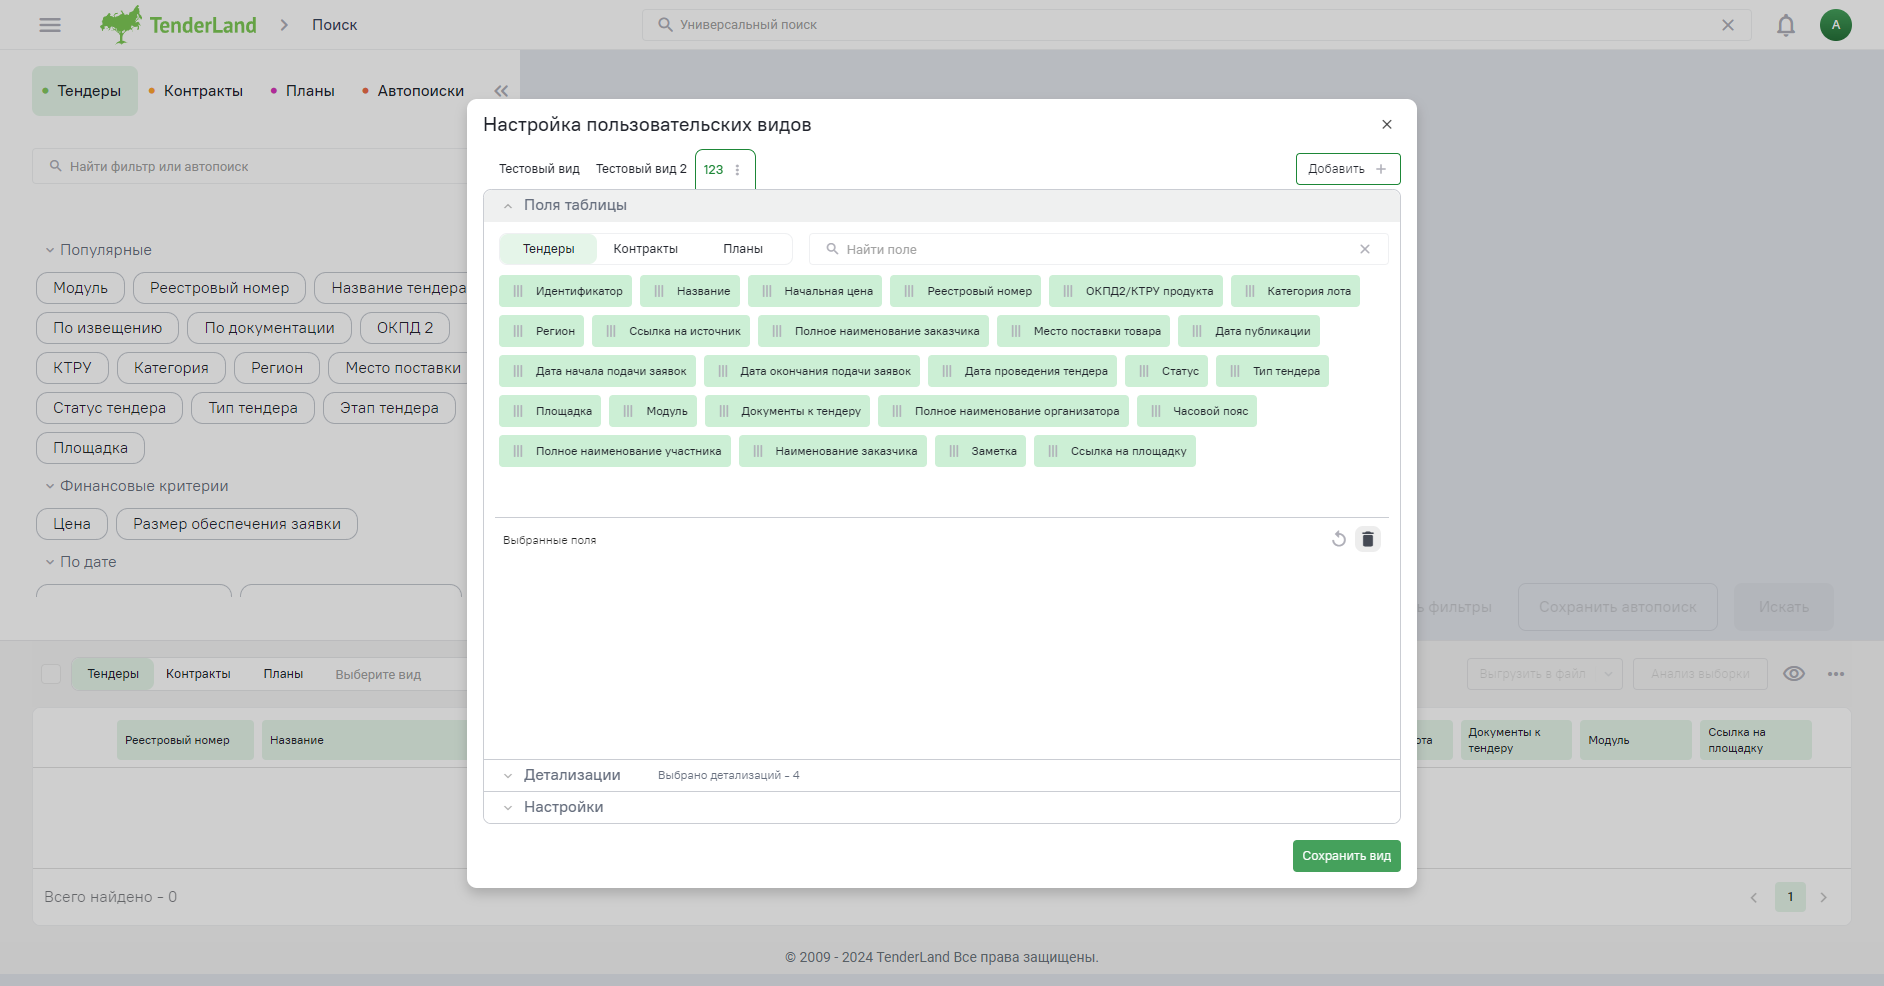 TenderLand
Поиск
Универсальный поиск
А
Тендеры
Контракты
Планы
Автопоиски
Найти фильтр или автопоиск
Популярные
Модуль
Реестровый номер
Название тендера
По извещению
По документации
ОКПД 2
КТРУ
Категория
Регион
Место поставки
Статус тендера
Тип тендера
Этап тендера
Площадка
Финансовые критерии
Цена
Размер обеспечения заявки
По дате
Настройка пользовательских видов
Тестовый вид
Тестовый вид 2
123
Добавить
Поля таблицы
Тендеры
Контракты
Планы
Найти поле
Идентификатор
Название
Начальная цена
Реестровый номер
ОКПД2/КТРУ продукта
Категория лота
Регион
Ссылка на источник
Полное наименование заказчика
Место поставки товара
Дата публикации
Дата начала подачи заявок
Дата окончания подачи заявок
Дата проведения тендера
Статус
Тип тендера
Площадка
Модуль
Документы к тендеру
Полное наименование организатора
Часовой пояс
Полное наименование участника
Наименование заказчика
Заметка
Ссылка на площадку
Выбранные поля
Детализации
Выбрано детализаций - 4
Настройки
Сохранить вид
ь фильтры
Сохранить автопоиск
Искать
Тендеры
Контракты
Планы
Выберите вид
Выгрузить в файл
Анализ выборки
Реестровый номер
Название
ота
Документы к
тендеру
Модуль
Ссылка на
площадку
Всего найдено - 0
1
© 2009 - 2024 TenderLand Все права защищены.